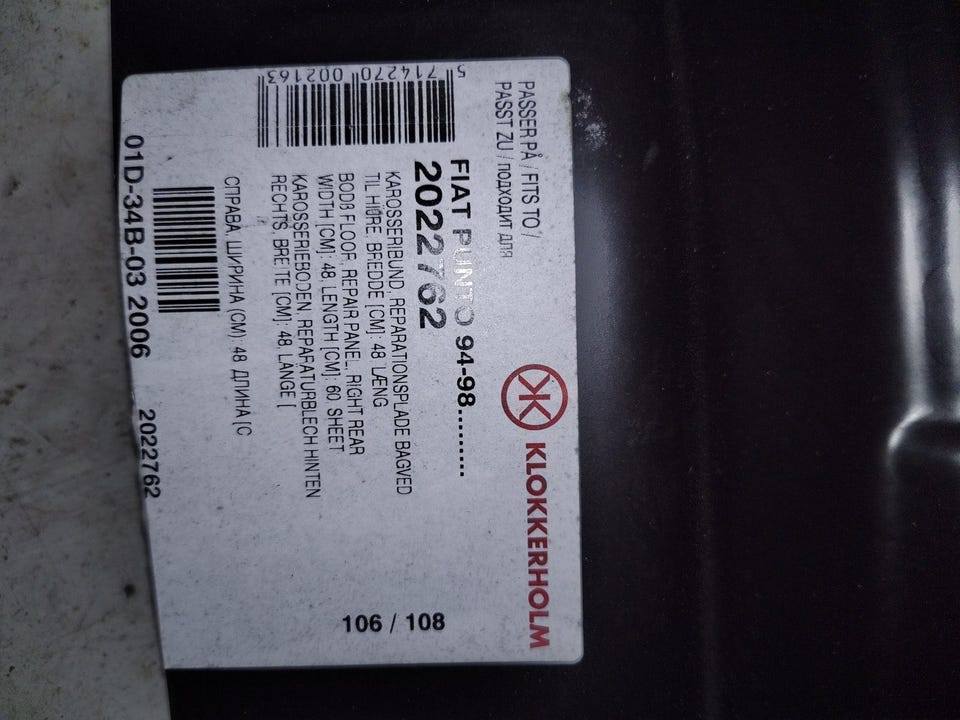 KLOKKERHOLM
PASSER PÅ / FITS TO /
PASST ZU / ПОДХОДИТ ДЛЯ
FIAT PUNTO 94-98.........
2022762
KAROSSERIBUND, REPARATIONSPLADE BAGVED
TIL HØJRE, BREDDE [CM]: 48 LÆNG
BODY FLOOR, REPAIR PANEL, RIGHT REAR
WIDTH [CM]: 48, LENGTH [CM]: 60 SHEET
KAROSSERIEBODEN, REPARATURBLECH HINTEN
RECHTS, BREITE [CM]: 48 LÄNGE [
СПРАВА, ШИРИНА (СМ): 48 ДЛИНА [С
106 / 108
5 714270 002163
01D-34B-03 2006
2022762